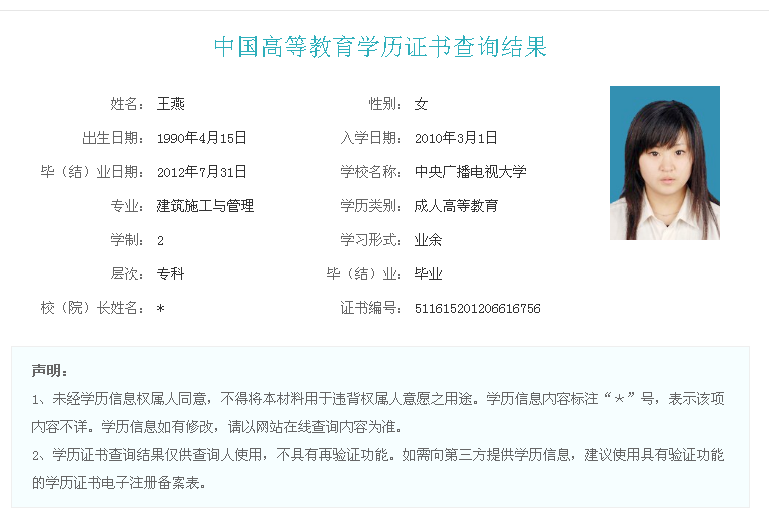 中国高等教育学历证书查询结果
姓名： 王燕 性别： 女
出生日期： 1990年4月15日 入学日期： 2010年3月1日
毕（结）业日期： 2012年7月31日 学校名称： 中央广播电视大学
专业： 建筑施工与管理 学历类别： 成人高等教育
学制： 2 学习形式： 业余
层次： 专科 毕（结）业： 毕业
校（院）长姓名： * 证书编号： 511615201206616756
声明：
1、未经学历信息权属人同意，不得将本材料用于违背权属人意愿之用途。学历信息内容标注“＊”号，表示该项
内容不详。学历信息如有修改，请以网站在线查询内容为准。
2、学历证书查询结果仅供查询人使用，不具有再验证功能。如需向第三方提供学历信息，建议使用具有验证功能
的学历证书电子注册备案表。